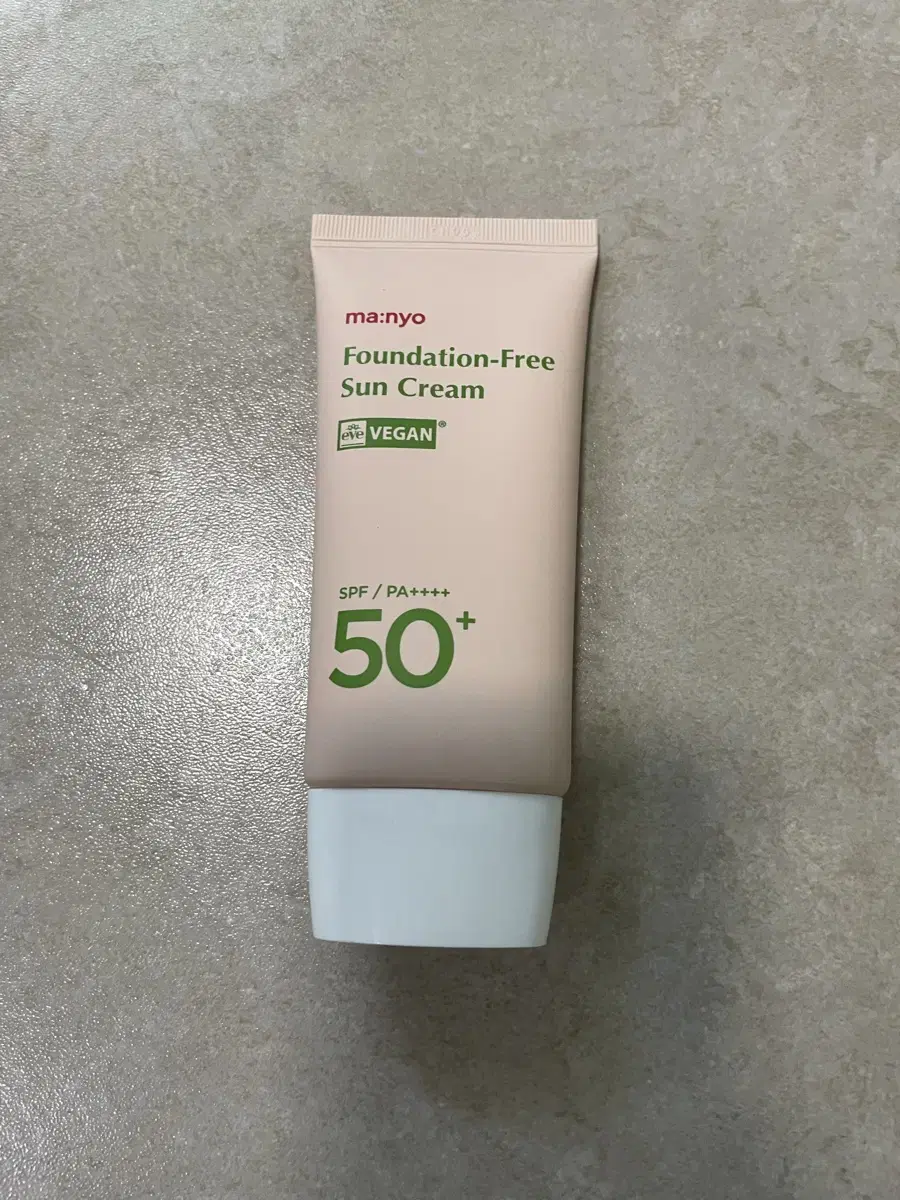 ma:nyo
Foundation-Free
Sun Cream
eve VEGAN®
SPF / PA++++
50+